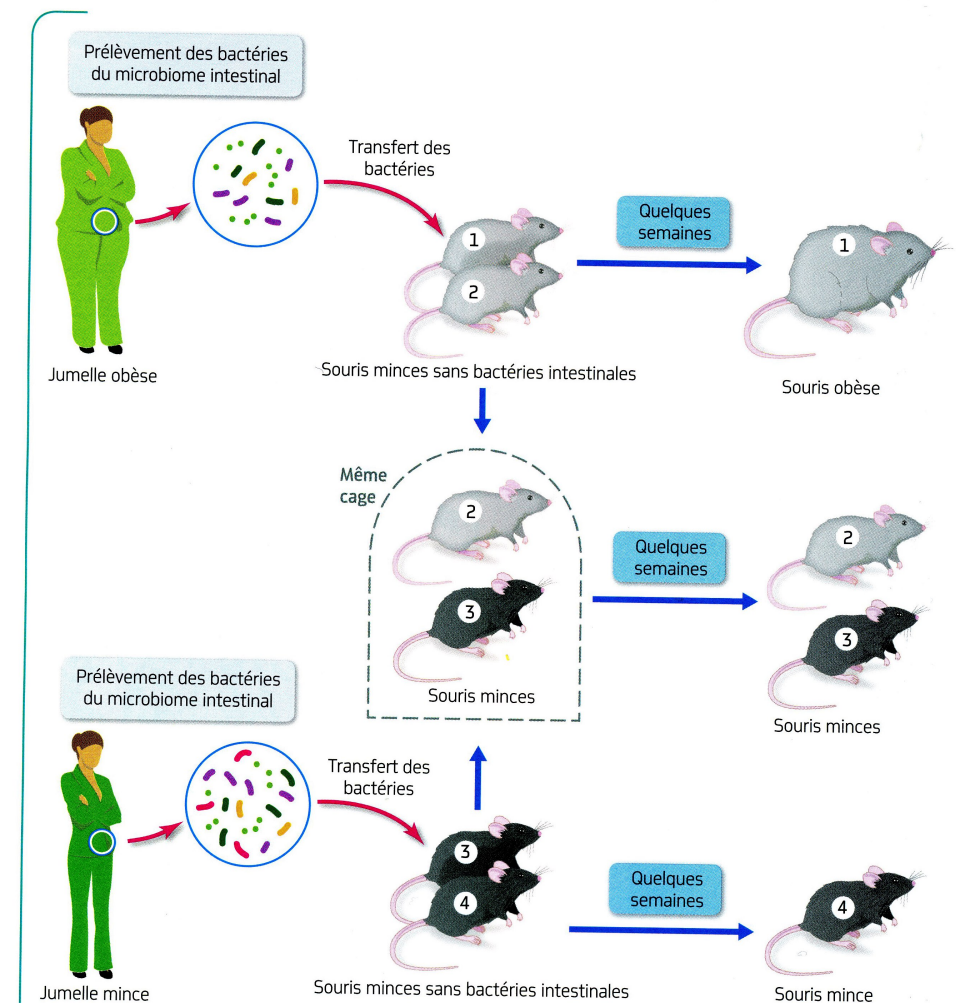 Prélèvement des bactéries
du microbiome intestinal
Transfert des
bactéries
Quelques
semaines
1
2
1
Jumelle obèse
Souris minces sans bactéries intestinales
Souris obèse
Même
cage
2
3
Souris minces
Quelques
semaines
2
3
Souris minces
Prélèvement des bactéries
du microbiome intestinal
Transfert des
bactéries
3
4
Quelques
semaines
4
Jumelle mince
Souris minces sans bactéries intestinales
Souris mince